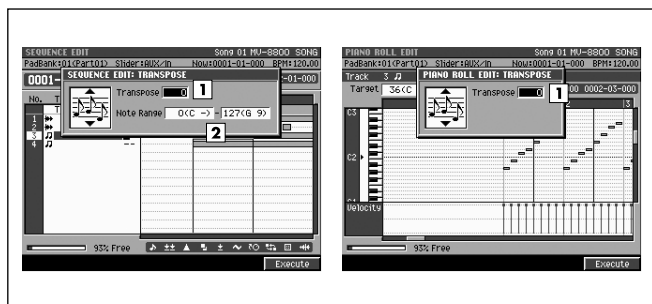 SEQUENCE EDIT Song 01 MV-8800 SONG
PadBank:01(Part01) Slider:AUX/in Now:0001-01-000 BPM:120.00
0001- -01-000
SEQUENCE EDIT: TRANSPOSE
Transpose 0 1
Note Range 0(C -)-127(G 9)
2
No. T
1
2
3
4
93% Free
Execute
PIANO ROLL EDIT Song 01 MV-8800 SONG
PadBank:01(Part01) Slider:AUX/in Now:0001-01-000 BPM:120.00
Track 3
PIANO ROLL EDIT: TRANSPOSE
Target 36(C 00 0002-03-000
Transpose 0 1
2 3
C3
C2
C1
Velocity
93% Free
Execute